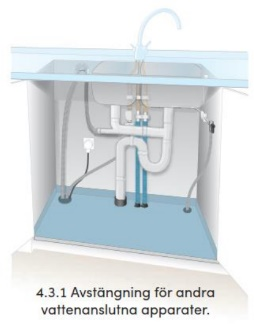 4.3.1 Avstängning för andra
vattenanslutna apparater.